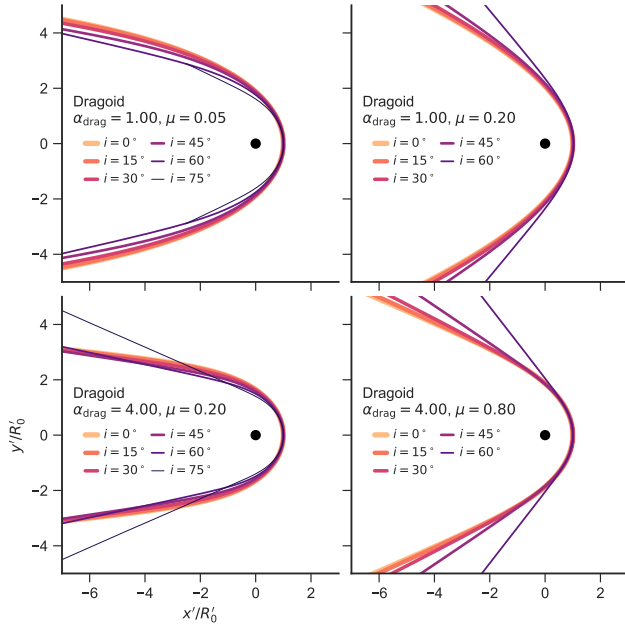 4
2
0
−2
−4
Dragoid
α_drag = 1.00, μ = 0.05
i = 0° i = 45°
i = 15° i = 60°
i = 30° i = 75°
Dragoid
α_drag = 1.00, μ = 0.20
i = 0° i = 45°
i = 15° i = 60°
i = 30°
4
2
0
−2
−4
y′/R′₀
Dragoid
α_drag = 4.00, μ = 0.20
i = 0° i = 45°
i = 15° i = 60°
i = 30° i = 75°
−6 −4 −2 0 2
x′/R′₀
Dragoid
α_drag = 4.00, μ = 0.80
i = 0° i = 45°
i = 15° i = 60°
i = 30°
−6 −4 −2 0 2